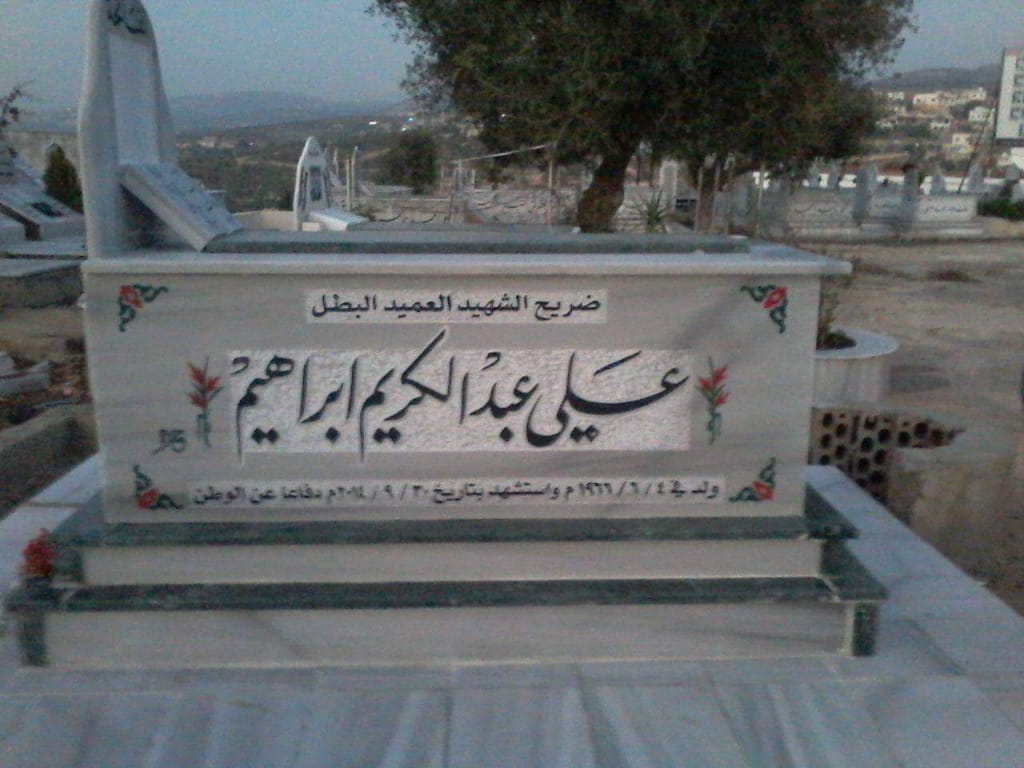 ضريح الشهيد العميد البطل
علي عبد الكريم ابراهيم
ولد في ٤ / ٦ / ١٩٦٦ م واستشهد بتاريخ ٣٠ / ٩ / ٢٠١٤م دفاعا عن الوطن